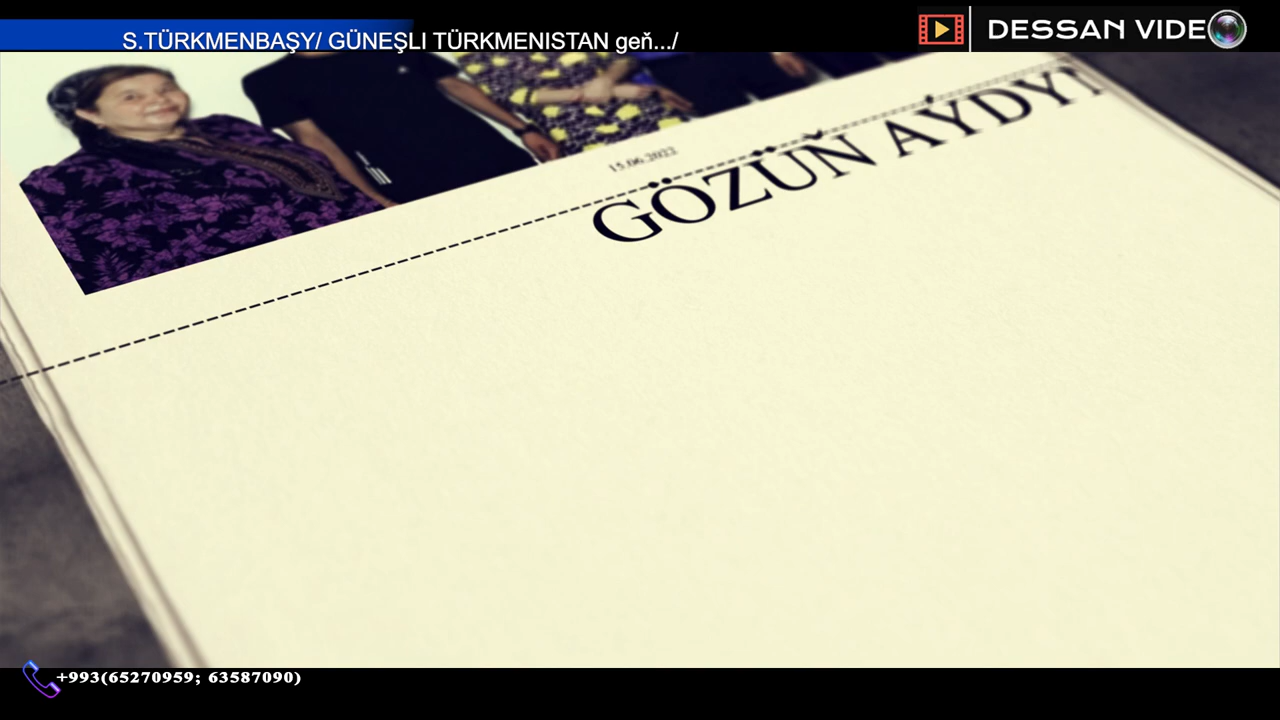 S.TÜRKMENBAŞY/ GÜNEŞLI TÜRKMENISTAN geň.../
DESSAN VIDEO
15.06.2022
GÖZÜŇ AÝDYŇ
+993(65270959; 63587090)